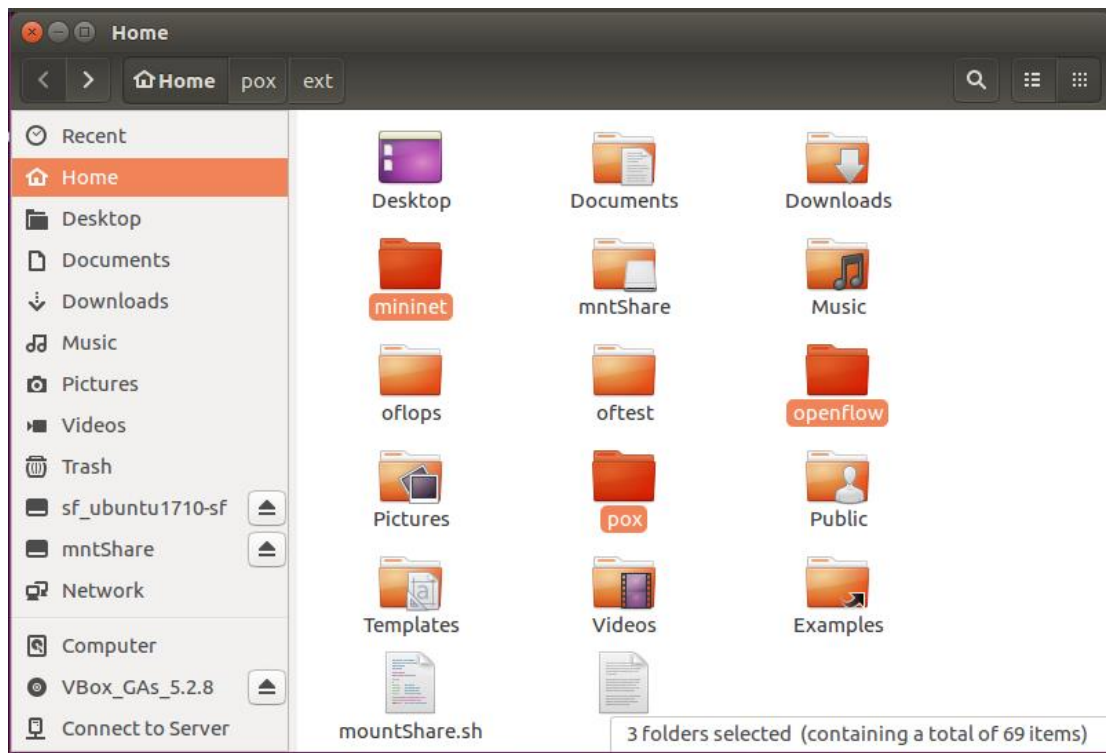 Home
Home pox ext
Recent
Home
Desktop
Documents
Downloads
Music
Pictures
Videos
Trash
sf_ubuntu1710-sf
mntShare
Network
Computer
VBox_GAs_5.2.8
Connect to Server
Desktop Documents Downloads
mininet mntShare Music
oflops oftest openflow
Pictures pox Public
Templates Videos Examples
mountShare.sh
3 folders selected (containing a total of 69 items)